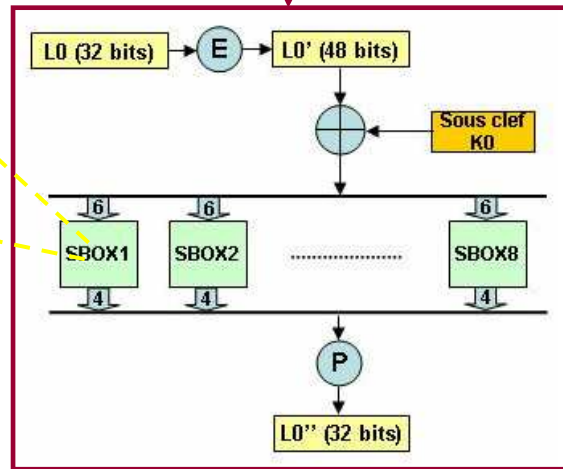 L0 (32 bits)
E
L0' (48 bits)
Sous clef
K0
6
6
6
SBOX1
SBOX2
SBOX8
4
4
4
P
L0'' (32 bits)